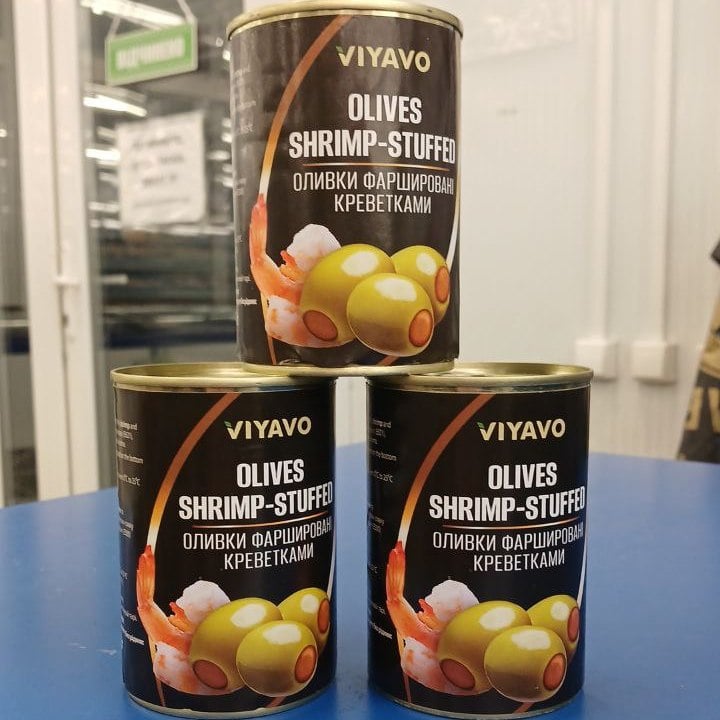 ВІДЧИНЕНО
VIYAVO
OLIVES
SHRIMP-STUFFED
ОЛИВКИ ФАРШИРОВАНІ
КРЕВЕТКАМИ
VIYAVO
OLIVES
SHRIMP-STUFFED
ОЛИВКИ ФАРШИРОВАНІ
КРЕВЕТКАМИ
VIYAVO
OLIVES
SHRIMP-STUFFED
ОЛИВКИ ФАРШИРОВАНІ
КРЕВЕТКАМИ